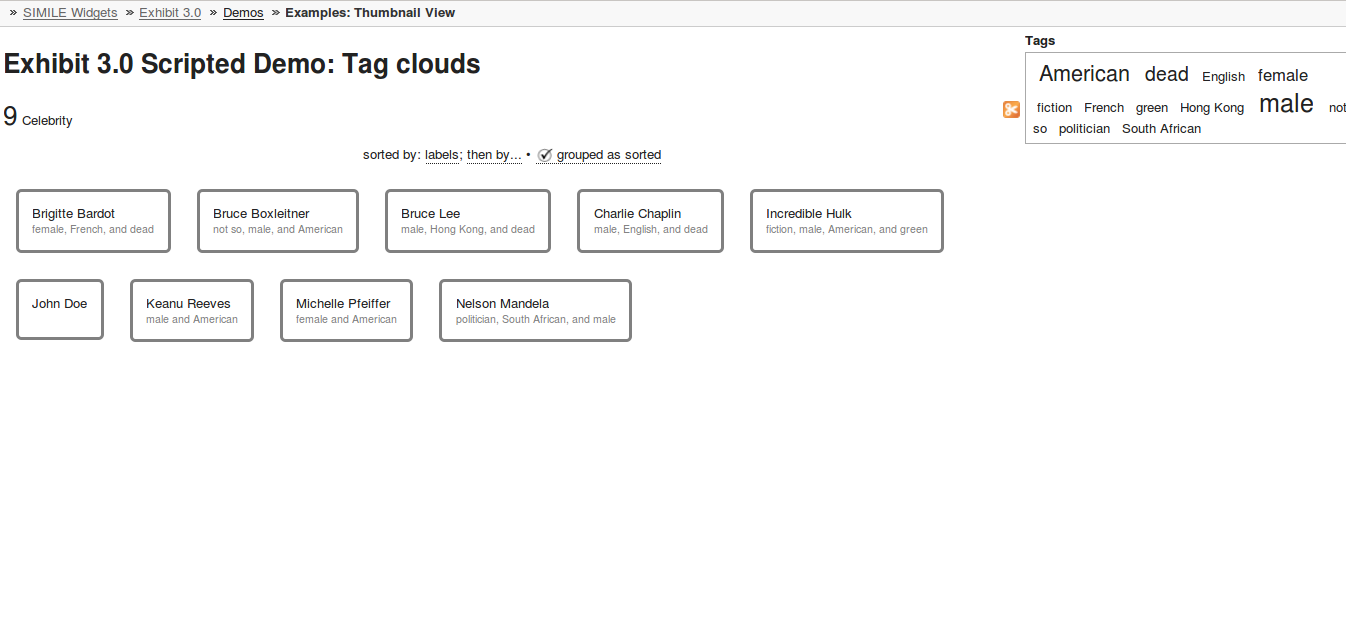 » SIMILE Widgets » Exhibit 3.0 » Demos » Examples: Thumbnail View
Exhibit 3.0 Scripted Demo: Tag clouds
9 Celebrity
sorted by: labels; then by... • grouped as sorted
Brigitte Bardot
female, French, and dead
Bruce Boxleitner
not so, male, and American
Bruce Lee
male, Hong Kong, and dead
Charlie Chaplin
male, English, and dead
Incredible Hulk
fiction, male, American, and green
John Doe
Keanu Reeves
male and American
Michelle Pfeiffer
female and American
Nelson Mandela
politician, South African, and male
Tags
American dead English female
fiction French green Hong Kong male not
so politician South African